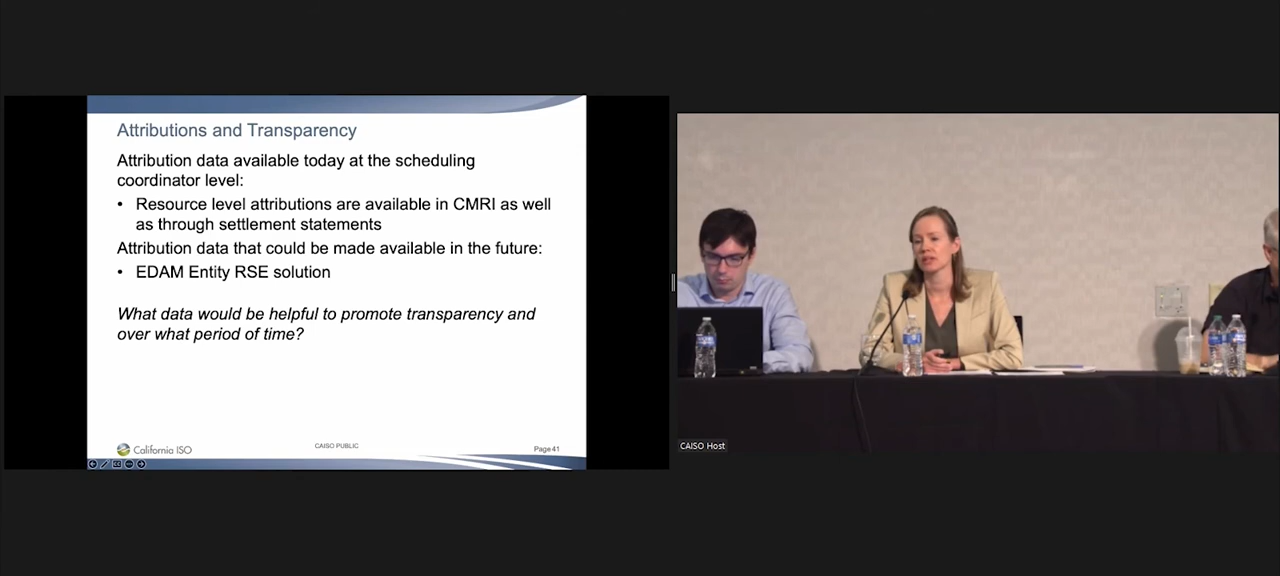 Attributions and Transparency
Attribution data available today at the scheduling
coordinator level:
• Resource level attributions are available in CMRI as well
as through settlement statements
Attribution data that could be made available in the future:
• EDAM Entity RSE solution
What data would be helpful to promote transparency and
over what period of time?
California ISO
CAISO PUBLIC
Page 41
CAISO Host